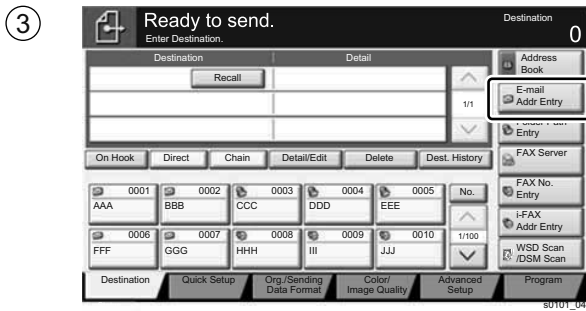 3
Ready to send.
Destination
Enter Destination.
0
Destination
Detail
Address
Book
Recall
1/1
E-mail
Addr Entry
Entry
On Hook
Direct
Chain
Detail/Edit
Delete
Dest. History
FAX Server
0001
AAA
0002
BBB
0003
CCC
0004
DDD
0005
EEE
No.
FAX No.
Entry
i-FAX
Addr Entry
0006
FFF
0007
GGG
0008
HHH
0009
III
0010
JJJ
1/100
WSD Scan
/DSM Scan
Destination
Quick Setup
Org./Sending
Data Format
Color/
Image Quality
Advanced
Setup
Program
s0101_04